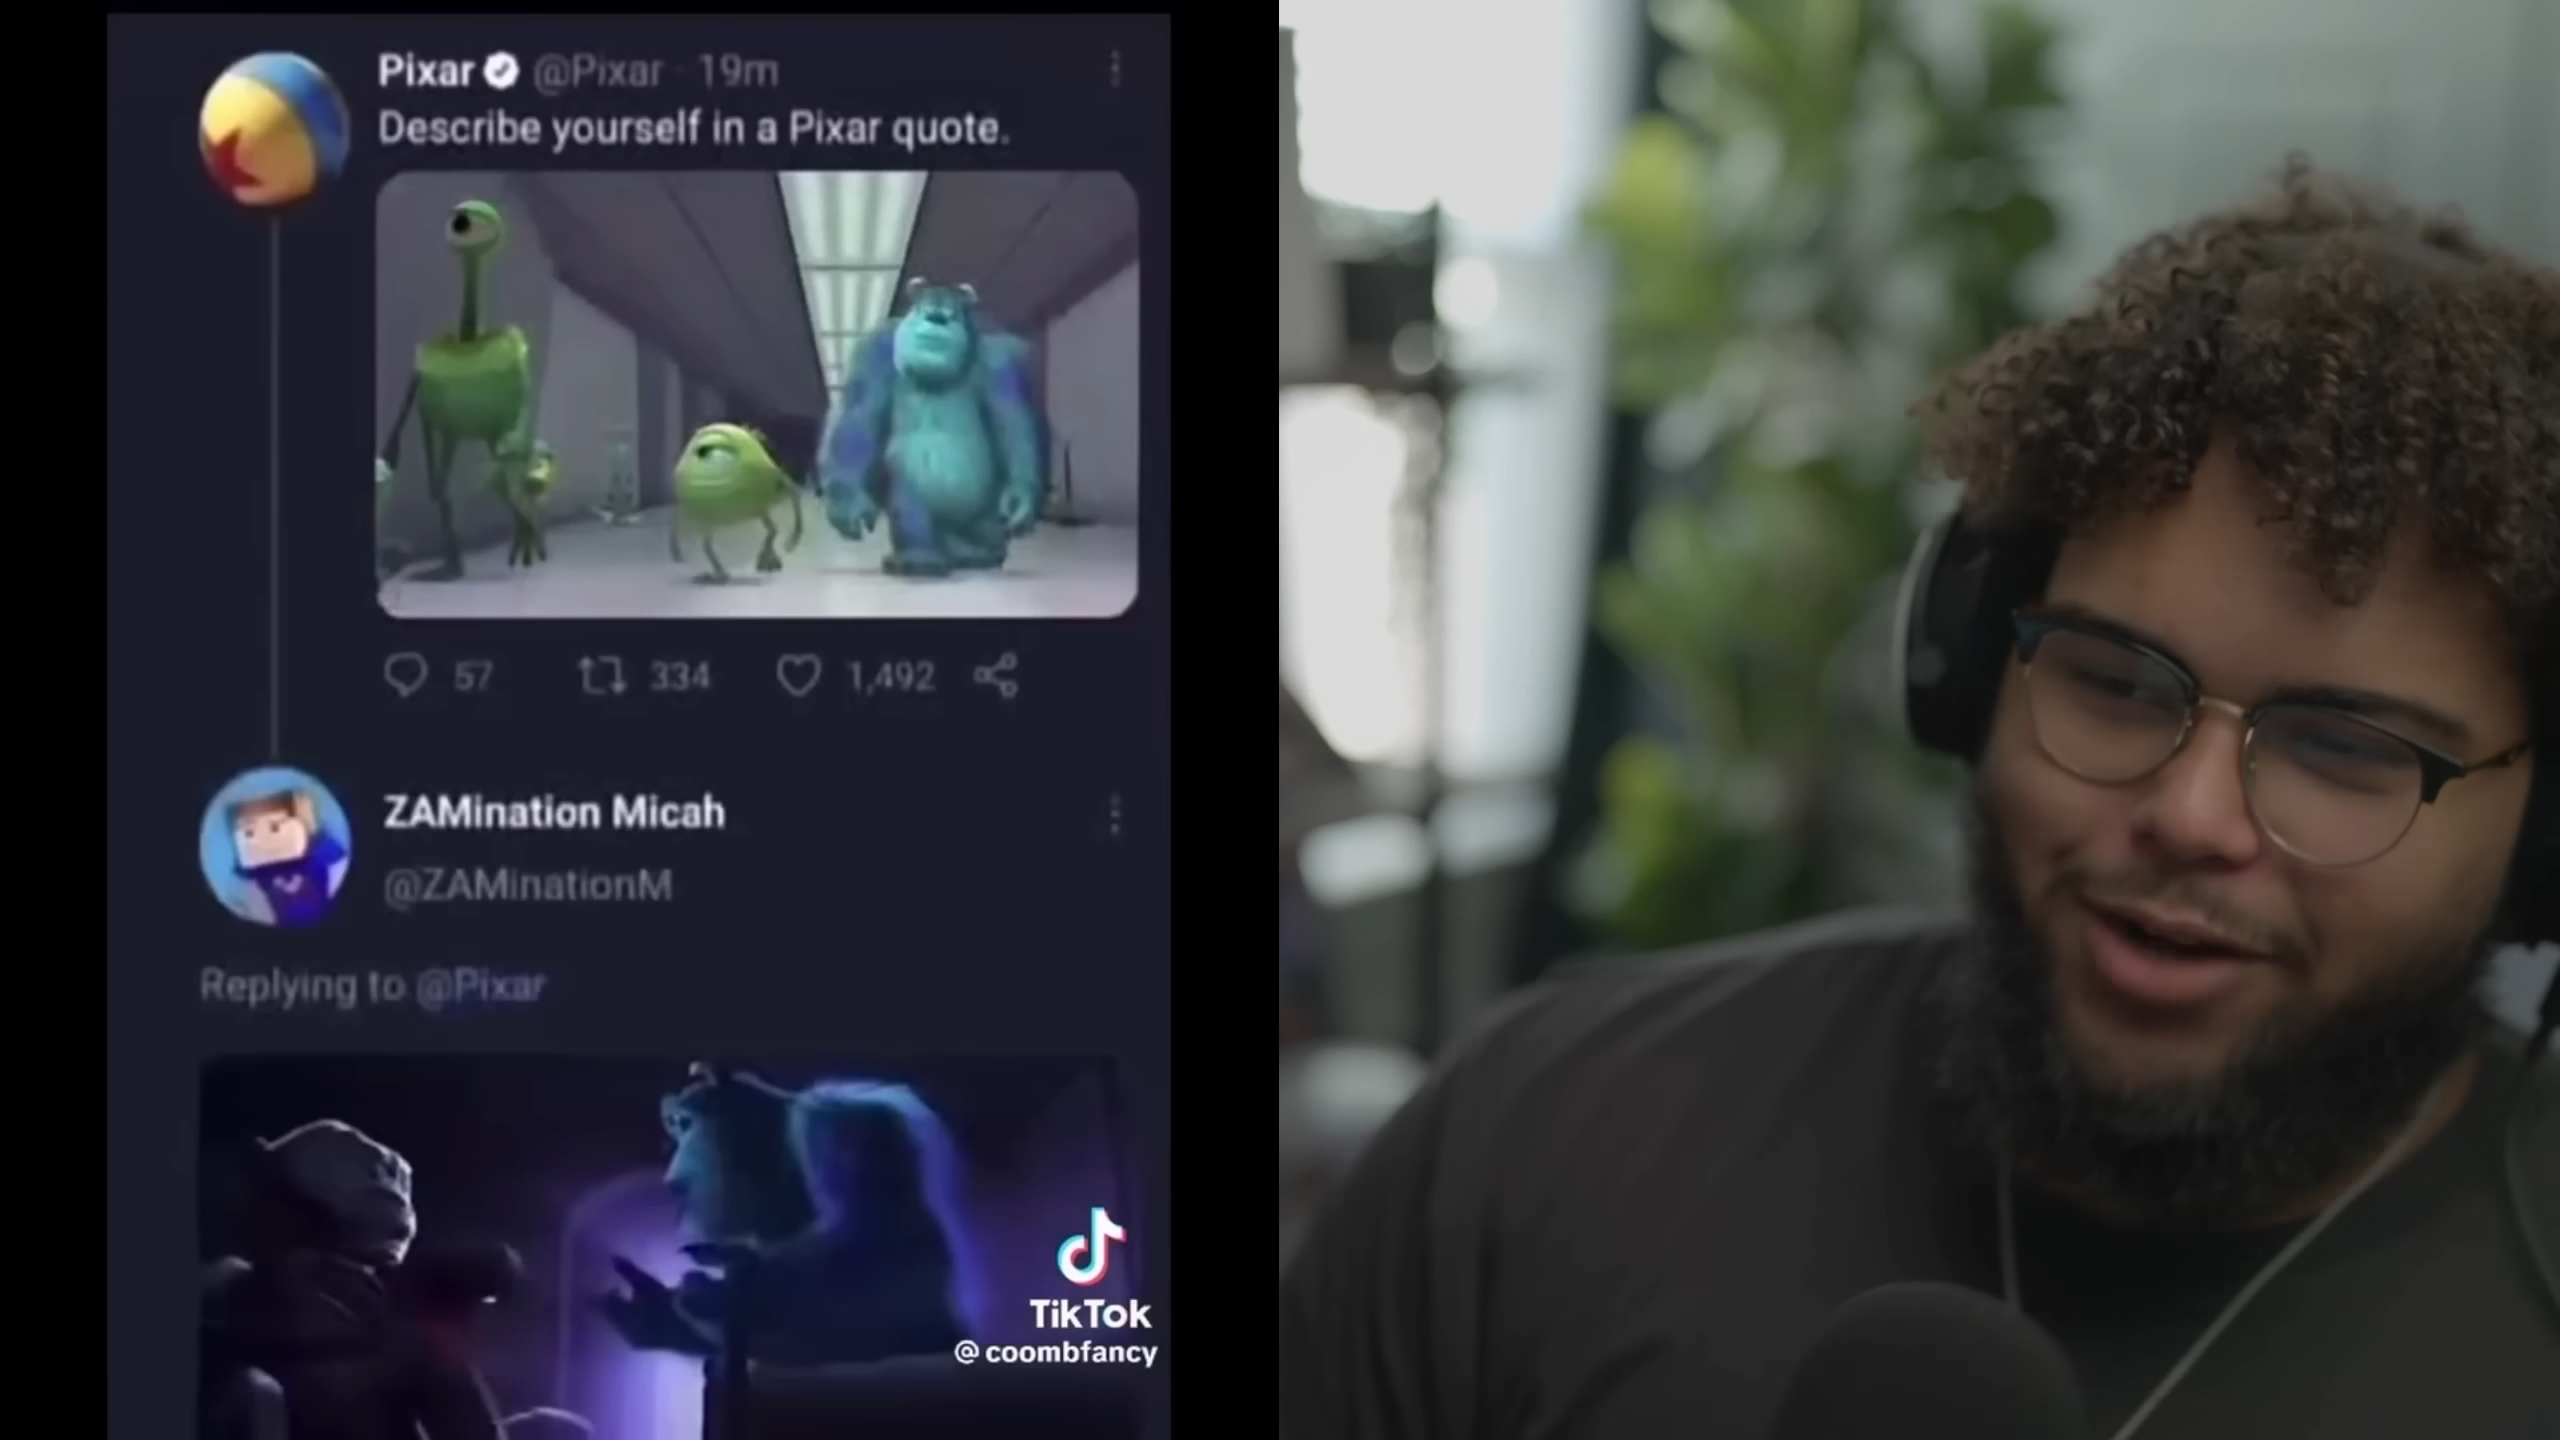 Pixar @Pixar · 19m
Describe yourself in a Pixar quote.
57 334 1,492
ZAMination Micah
@ZAMinationM
Replying to @Pixar
TikTok
@coombfancy